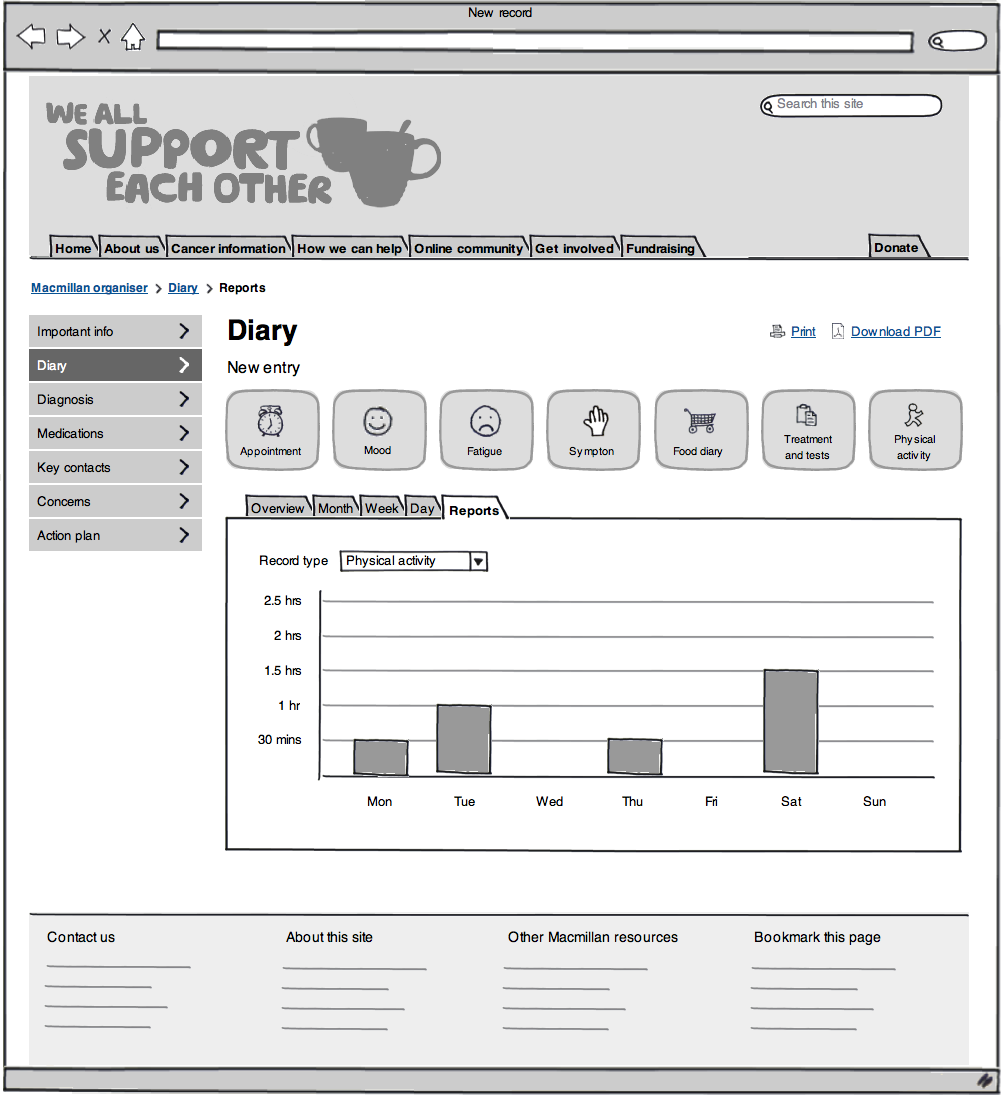 New record
WE ALL
SUPPORT
EACH OTHER
Search this site
Home About us Cancer information How we can help Online community Get involved Fundraising Donate
Macmillan organiser > Diary > Reports
Important info
Diary
Diagnosis
Medications
Key contacts
Concerns
Action plan
Diary
Print Download PDF
New entry
Appointment
Mood
Fatigue
Sympton
Food diary
Treatment
and tests
Physical
activity
Overview Month Week Day Reports
Record type Physical activity
2.5 hrs
2 hrs
1.5 hrs
1 hr
30 mins
Mon Tue Wed Thu Fri Sat Sun
Contact us About this site Other Macmillan resources Bookmark this page